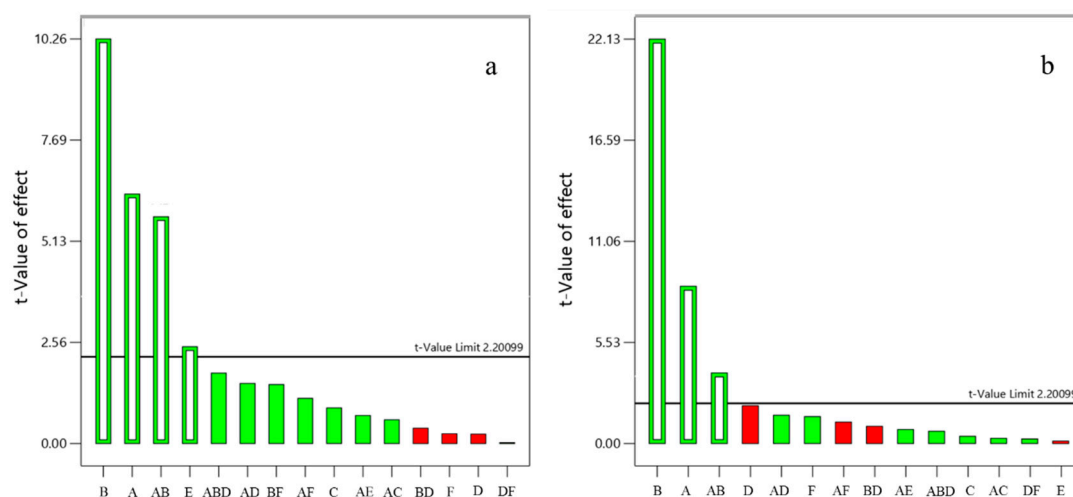 a
t-Value of effect
10.26
7.69
5.13
2.56
0.00
t-Value Limit 2.20099
B A AB E ABD AD BF AF C AE AC BD F D DF
b
t-Value of effect
22.13
16.59
11.06
5.53
0.00
t-Value Limit 2.20099
B A AB D AD F AF BD AE ABD C AC DF E